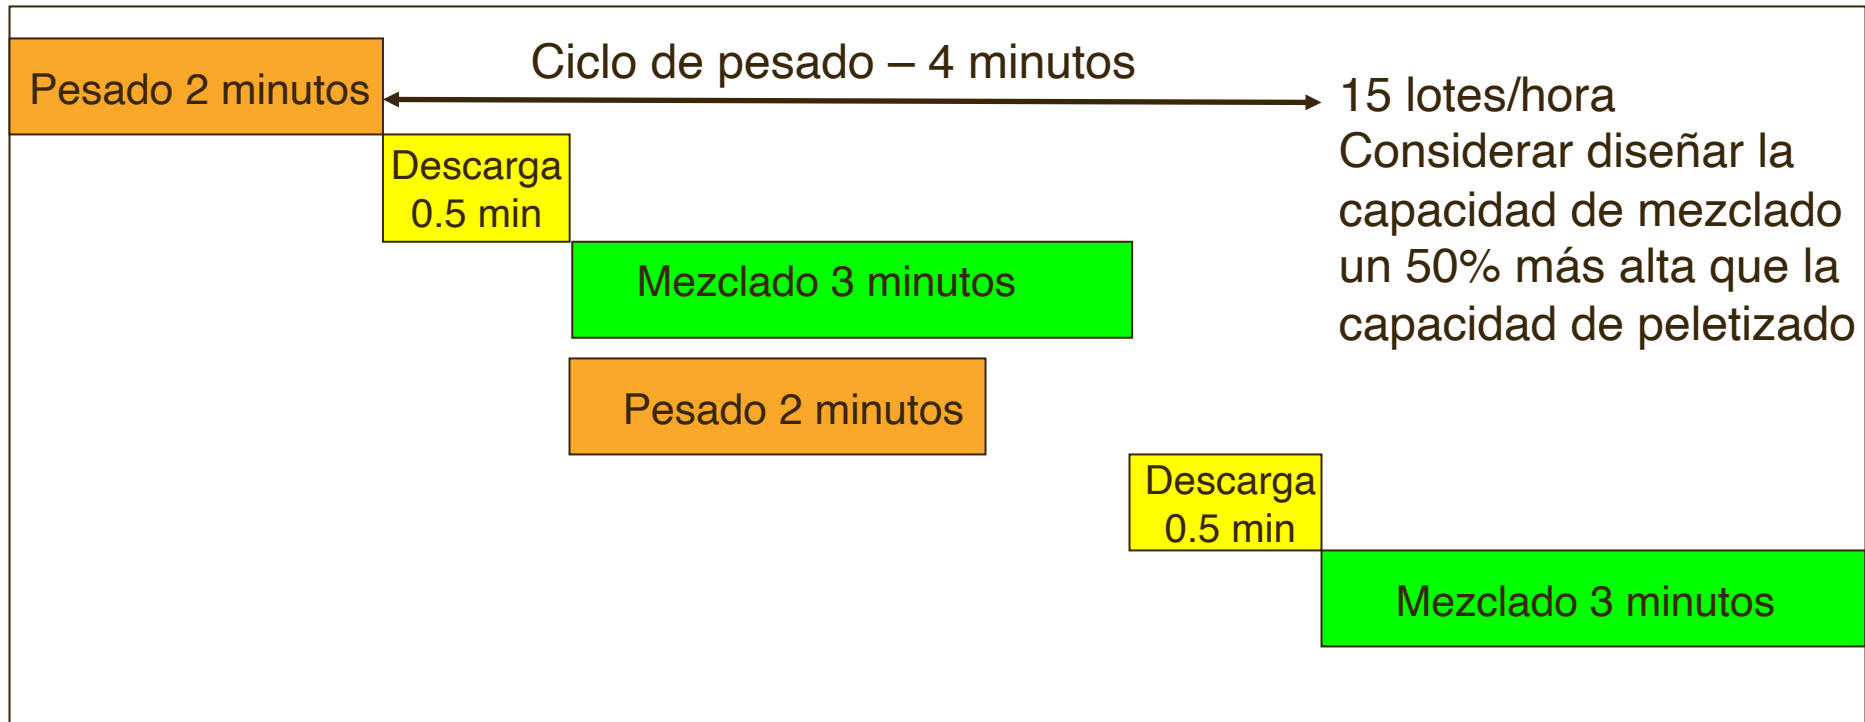 Pesado 2 minutos
Ciclo de pesado – 4 minutos
15 lotes/hora
Considerar diseñar la
capacidad de mezclado
un 50% más alta que la
capacidad de peletizado
Descarga
0.5 min
Mezclado 3 minutos
Pesado 2 minutos
Descarga
0.5 min
Mezclado 3 minutos